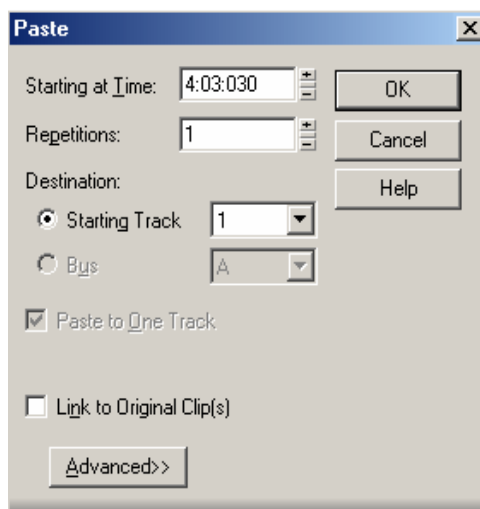 Paste
Starting at Time: 4:03:030 OK
Repetitions: 1 Cancel
Destination: Help
Starting Track 1
Bus A
Paste to One Track
Link to Original Clip(s)
Advanced>>